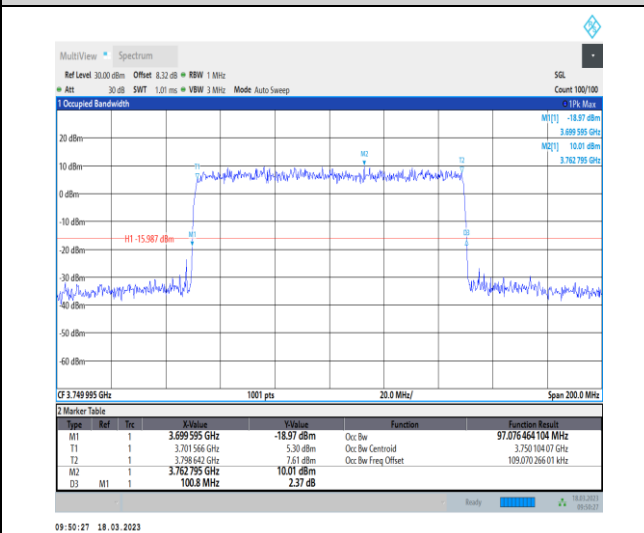 MultiView Spectrum
Ref Level 30.00 dBm Offset 8.32 dB RBW 1 MHz SGL
Att 30 dB SWT 1.01 ms VBW 3 MHz Mode Auto Sweep Count 100/100
1 Occupied Bandwidth 1Pk Max
M1[1] -18.97 dBm
3.699 595 GHz
M2[1] 10.01 dBm
3.762 795 GHz
20 dBm
M2
T1
T2
10 dBm
0 dBm
-10 dBm
H1 -15.987 dBm
M1
D3
-20 dBm
-30 dBm
-40 dBm
-50 dBm
-60 dBm
CF 3.749 995 GHz 1001 pts 20.0 MHz/ Span 200.0 MHz
2 Marker Table
Type Ref Trc X-Value Y-Value Function Function Result
M1 1 3.699 595 GHz -18.97 dBm Occ Bw 97.076 464 104 MHz
T1 1 3.701 566 GHz 5.30 dBm Occ Bw Centroid 3.750 104 07 GHz
T2 1 3.798 642 GHz 7.61 dBm Occ Bw Freq Offset 109.070 266 01 kHz
M2 1 3.762 795 GHz 10.01 dBm
D3 M1 1 100.8 MHz 2.37 dB
Ready 18.03.2023
09:50:27
09:50:27 18.03.2023